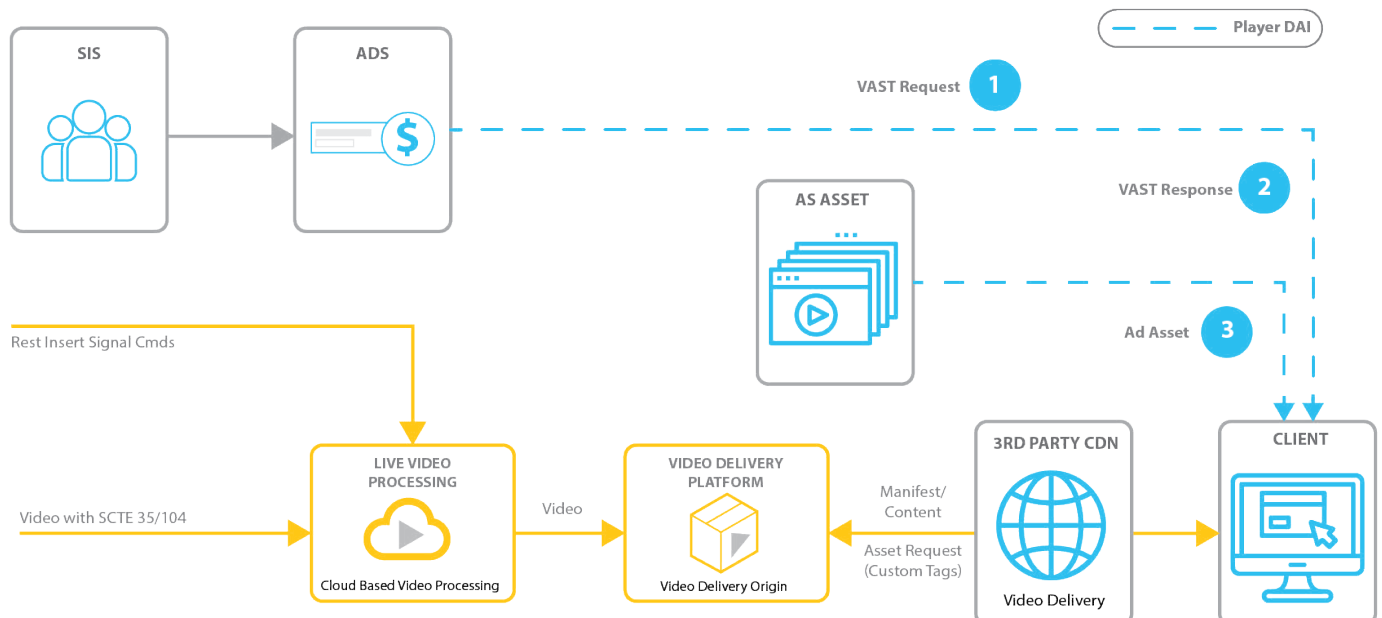 SIS
ADS
$
Player DAI
VAST Request
1
VAST Response
2
AS ASSET
Ad Asset
3
Rest Insert Signal Cmds
Video with SCTE 35/104
LIVE VIDEO
PROCESSING
Cloud Based Video Processing
Video
VIDEO DELIVERY
PLATFORM
Video Delivery Origin
Manifest/
Content
Asset Request
(Custom Tags)
3RD PARTY CDN
Video Delivery
CLIENT